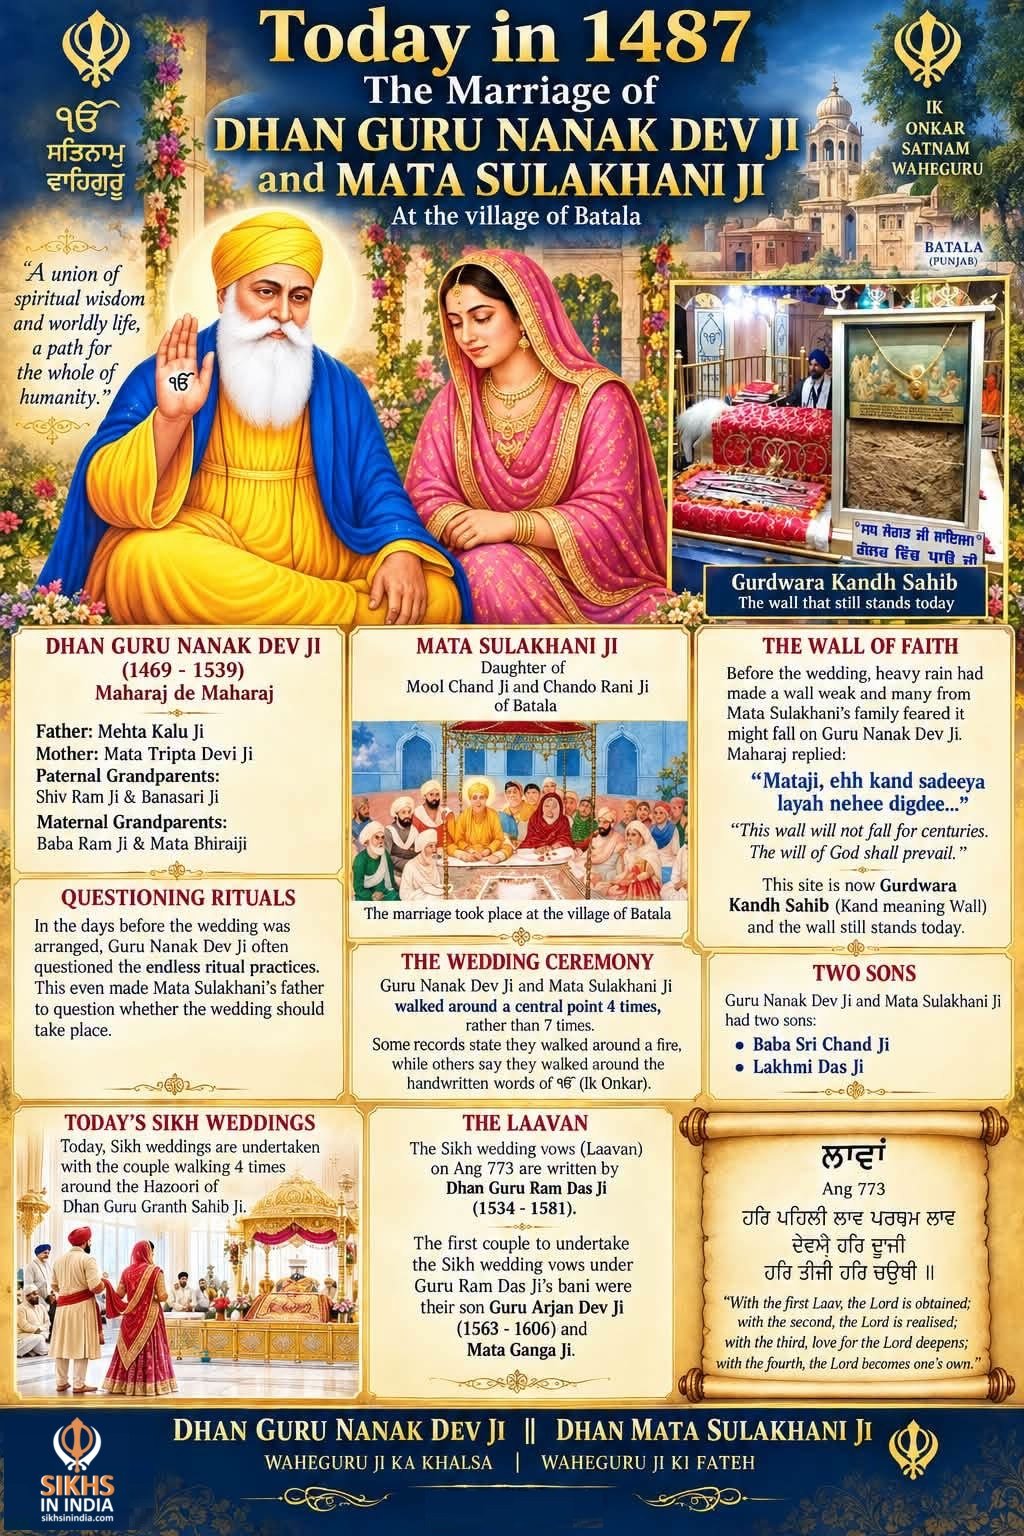 Today in 1487
The Marriage of
DHAN GURU NANAK DEV JI
and MATA SULAKHANI JI
At the village of Batala
ੴ
ਸਤਿਨਾਮੁ
ਵਾਹਿਗੁਰੂ
IK
ONKAR
SATNAM
WAHEGURU
BATALA
(PUNJAB)
"A union of
spiritual wisdom
and worldly life,
a path for
the whole of
humanity."
ੴ
ਗੋਲਕ ਵਿੱਚ ਪਾਉ ਜੀ
Gurdwara Kandh Sahib
The wall that still stands today
DHAN GURU NANAK DEV JI
(1469 - 1539)
Maharaj de Maharaj
Father: Mehta Kalu Ji
Mother: Mata Tripta Devi Ji
Paternal Grandparents:
Shiv Ram Ji & Banasari Ji
Maternal Grandparents:
Baba Ram Ji & Mata Bhiraiji
MATA SULAKHANI JI
Daughter of
Mool Chand Ji and Chando Rani Ji
of Batala
The marriage took place at the village of Batala
THE WALL OF FAITH
Before the wedding, heavy rain had
made a wall weak and many from
Mata Sulakhani's family feared it
might fall on Guru Nanak Dev Ji.
Maharaj replied:
"Mataji, ehh kand sadeeya
layah nehee digdee..."
"This wall will not fall for centuries.
The will of God shall prevail."
This site is now Gurdwara
Kandh Sahib (Kand meaning Wall)
and the wall still stands today.
QUESTIONING RITUALS
In the days before the wedding was
arranged, Guru Nanak Dev Ji often
questioned the endless ritual practices.
This even made Mata Sulakhani's father
to question whether the wedding should
take place.
THE WEDDING CEREMONY
Guru Nanak Dev Ji and Mata Sulakhani Ji
walked around a central point 4 times,
rather than 7 times.
Some records state they walked around a fire,
while others say they walked around the
handwritten words of ੴ (Ik Onkar).
TWO SONS
Guru Nanak Dev Ji and Mata Sulakhani Ji
had two sons:
• Baba Sri Chand Ji
• Lakhmi Das Ji
TODAY'S SIKH WEDDINGS
Today, Sikh weddings are undertaken
with the couple walking 4 times
around the Hazoori of
Dhan Guru Granth Sahib Ji.
THE LAAVAN
The Sikh wedding vows (Laavan)
on Ang 773 are written by
Dhan Guru Ram Das Ji
(1534 - 1581).
The first couple to undertake
the Sikh wedding vows under
Guru Ram Das Ji's bani were
their son Guru Arjan Dev Ji
(1563 - 1606) and
Mata Ganga Ji.
ਲਾਵਾਂ
Ang 773
ਹਰਿ ਪਹਿਲੀ ਲਾਵ ਪਰਥਮ ਲਾਵ
ਹਰਿ ਦੂਜੀ
ਹਰਿ ਤੀਜੀ ਹਰਿ ਚਉਥੀ ॥
"With the first Laav, the Lord is obtained;
with the second, the Lord is realised;
with the third, love for the Lord deepens;
with the fourth, the Lord becomes one's own."
DHAN GURU NANAK DEV JI || DHAN MATA SULAKHANI JI
WAHEGURU JI KA KHALSA | WAHEGURU JI KI FATEH
SIKHS
IN INDIA
sikhsinindia.com